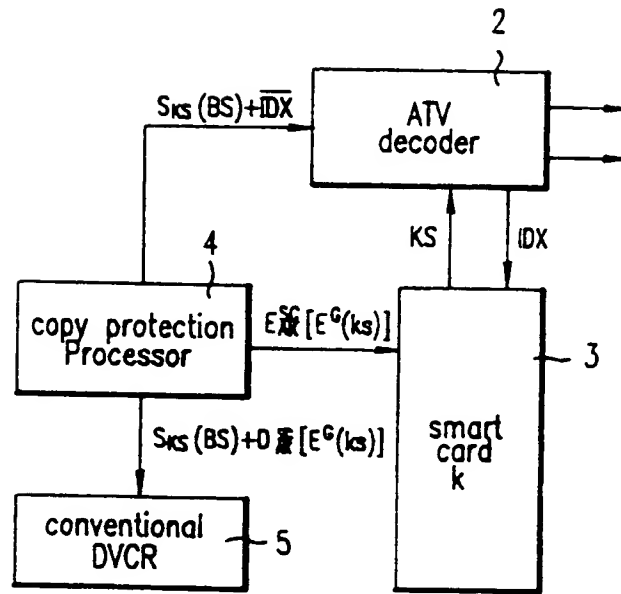 2
ATV
decoder
S_KS(BS)+I̅D̅X̅
KS
IDX
4
copy protection
Processor
[E^G(ks)]
3
smart
card
k
S_KS(BS)+D [E^G(ks)]
conventional
DVCR
5